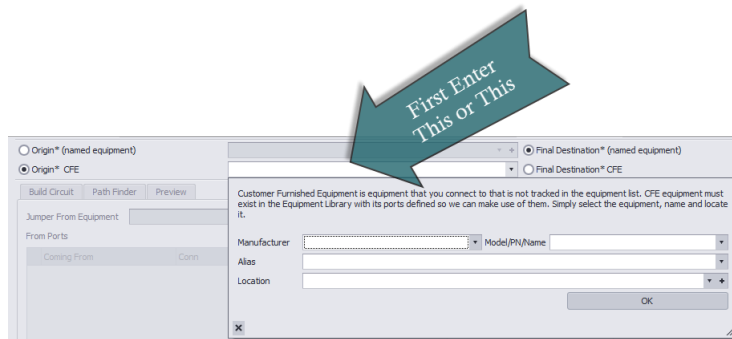 First Enter
This or This
Origin* (named equipment)
Final Destination* (named equipment)
Origin* CFE
Final Destination* CFE
Build Circuit
Path Finder
Preview
Jumper From Equipment
From Ports
Coming From
Conn
Customer Furnished Equipment is equipment that you connect to that is not tracked in the equipment list. CFE equipment must
exist in the Equipment Library with its ports defined so we can make use of them. Simply select the equipment, name and locate
it.
Manufacturer
Model/PN/Name
Alias
Location
OK